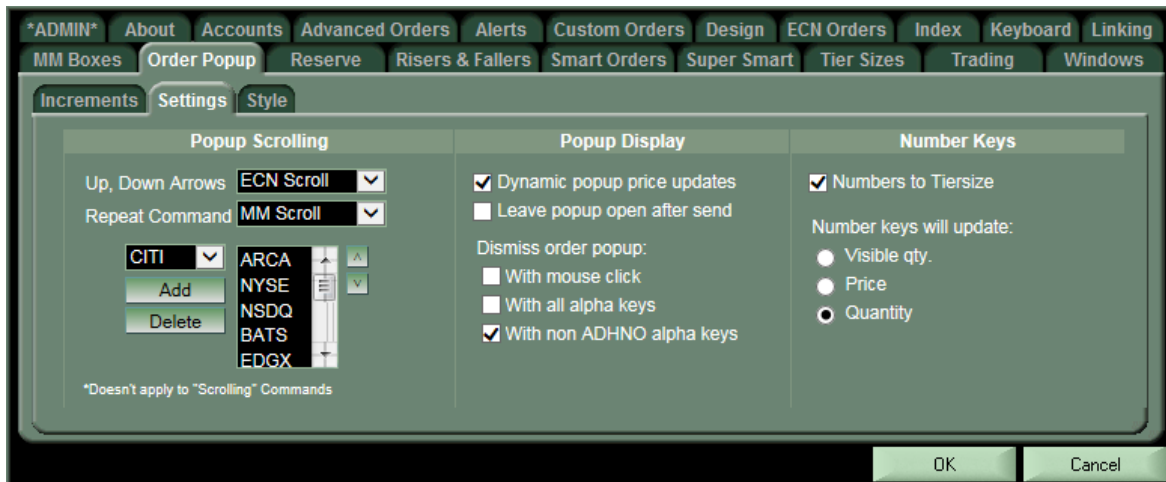 *ADMIN* About Accounts Advanced Orders Alerts Custom Orders Design ECN Orders Index Keyboard Linking
MM Boxes Order Popup Reserve Risers & Fallers Smart Orders Super Smart Tier Sizes Trading Windows
Increments Settings Style
Popup Scrolling
Up, Down Arrows ECN Scroll
Repeat Command MM Scroll
CITI
Add
Delete
ARCA
NYSE
NSDQ
BATS
EDGX
*Doesn't apply to "Scrolling" Commands
Popup Display
Dynamic popup price updates
Leave popup open after send
Dismiss order popup:
With mouse click
With all alpha keys
With non ADHNO alpha keys
Number Keys
Numbers to Tiersize
Number keys will update:
Visible qty.
Price
Quantity
OK Cancel